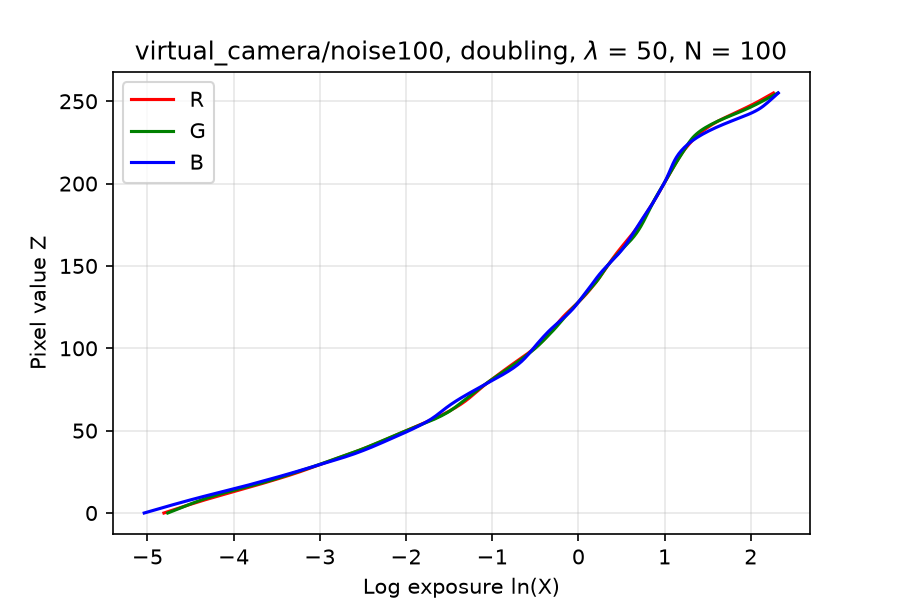 virtual_camera/noise100, doubling, λ = 50, N = 100
R
G
B
250
200
150
100
50
0
Pixel value Z
−5 −4 −3 −2 −1 0 1 2
Log exposure ln(X)